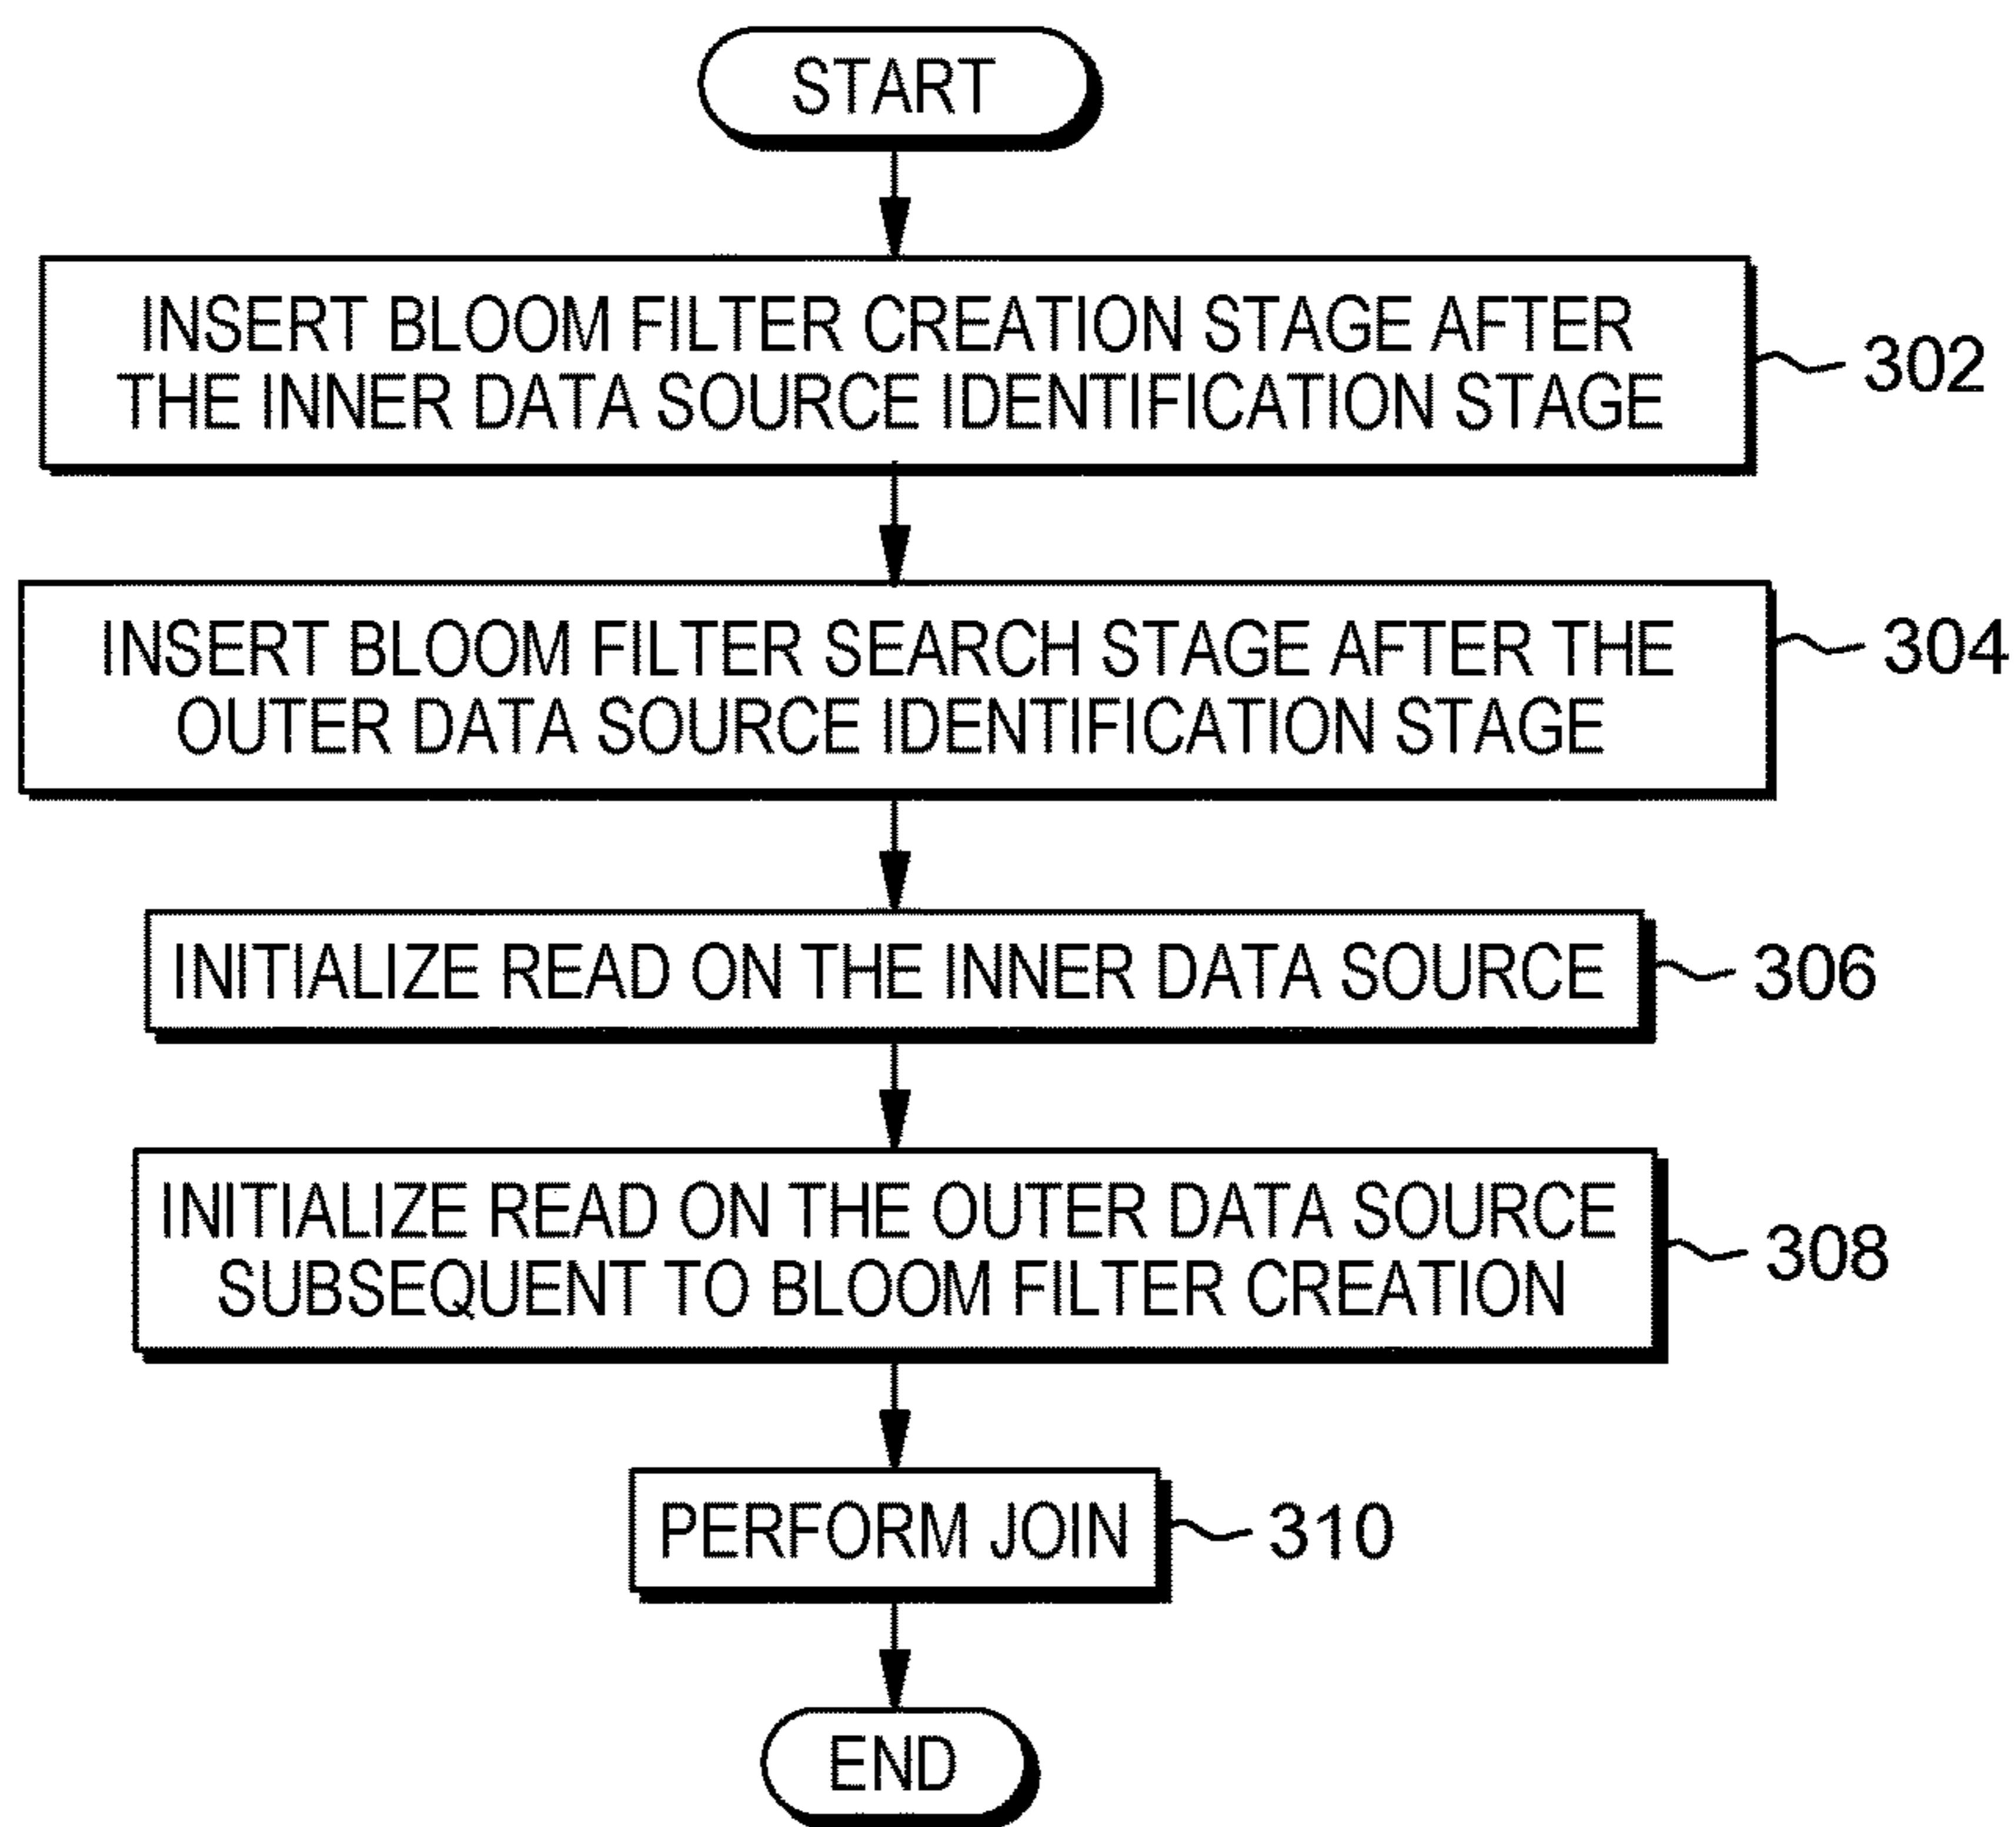 START
INSERT BLOOM FILTER CREATION STAGE AFTER
THE INNER DATA SOURCE IDENTIFICATION STAGE
302
INSERT BLOOM FILTER SEARCH STAGE AFTER THE
OUTER DATA SOURCE IDENTIFICATION STAGE
304
INITIALIZE READ ON THE INNER DATA SOURCE
306
INITIALIZE READ ON THE OUTER DATA SOURCE
SUBSEQUENT TO BLOOM FILTER CREATION
308
PERFORM JOIN
310
END